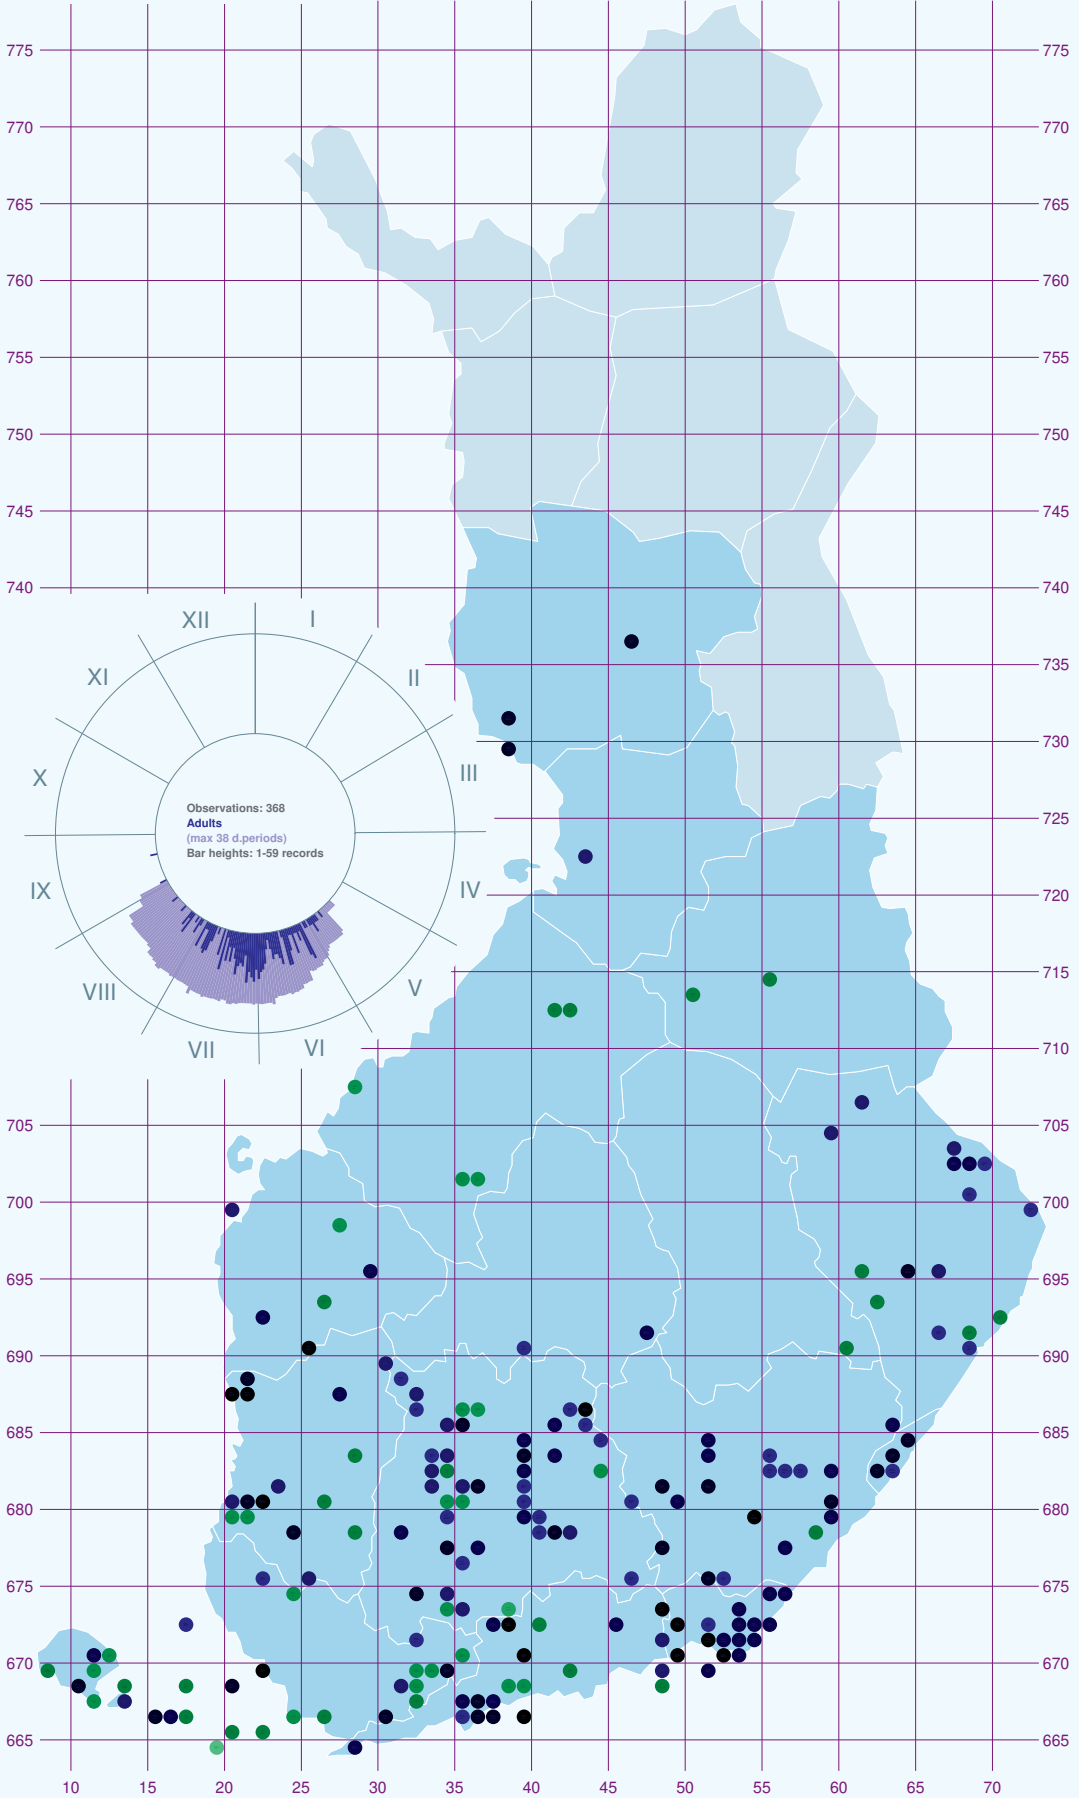 775 775
770 770
765 765
760 760
755 755
750 750
745 745
740 740
XII I
XI II
735 735
730 730
X III
Observations: 368
Adults
(max 38 d.periods)
Bar heights: 1-59 records
725 725
IX IV
720 720
VIII V
715 715
VII VI
710 710
705 705
700 700
695 695
690 690
685 685
680 680
675 675
670 670
665 665
10 15 20 25 30 35 40 45 50 55 60 65 70